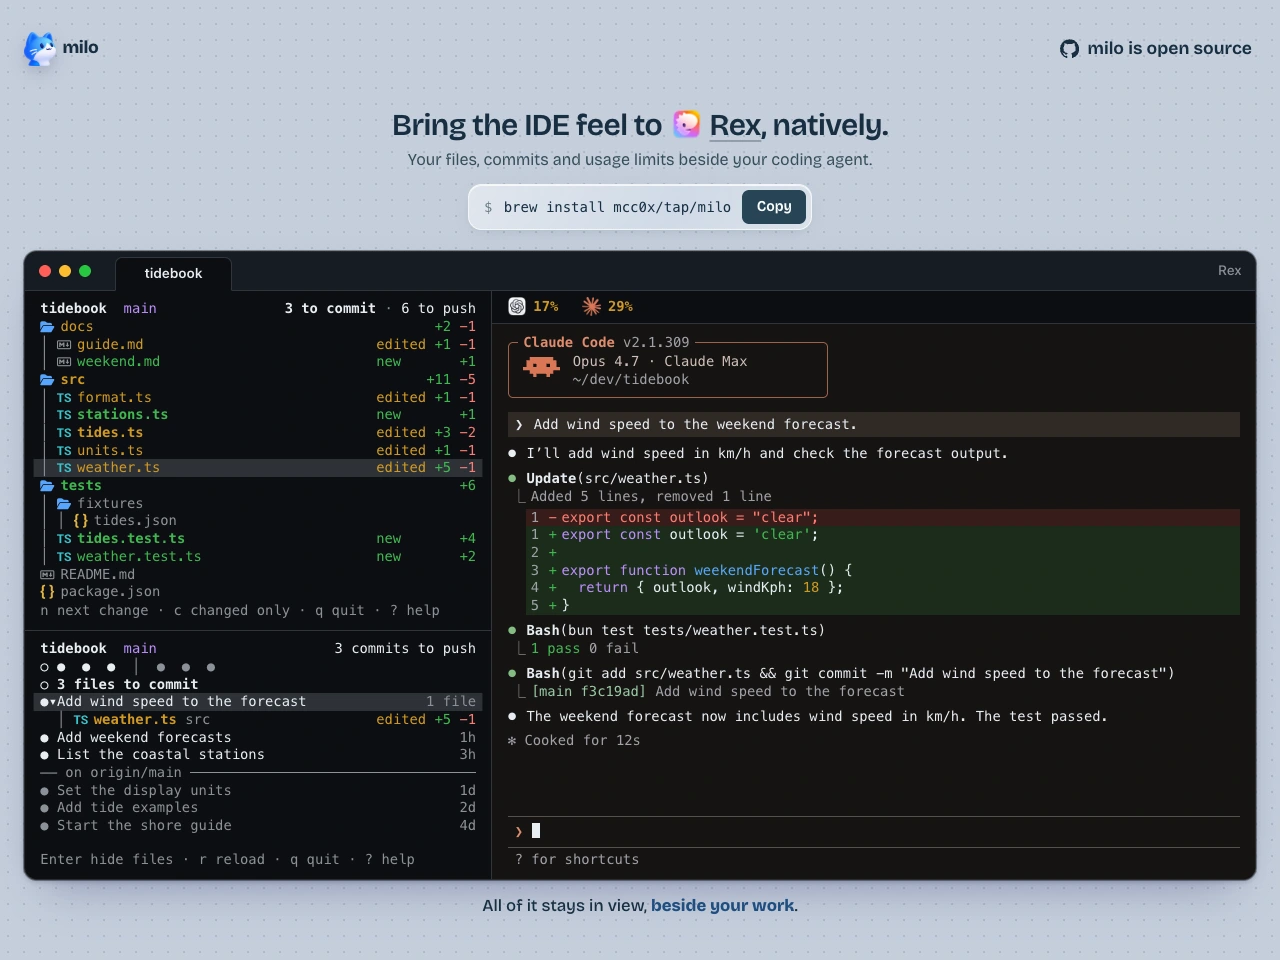 milo
milo is open source
Bring the IDE feel to Rex, natively.
Your files, commits and usage limits beside your coding agent.
$ brew install mcc0x/tap/milo Copy
tidebook
Rex
tidebook main 3 to commit · 6 to push
docs +2 −1
guide.md edited +1 −1
weekend.md new +1
src +11 −5
TS format.ts edited +1 −1
TS stations.ts new +1
TS tides.ts edited +3 −2
TS units.ts edited +1 −1
TS weather.ts edited +5 −1
tests +6
fixtures
{} tides.json
TS tides.test.ts new +4
TS weather.test.ts new +2
README.md
{} package.json
n next change · c changed only · q quit · ? help
tidebook main 3 commits to push
○ ● ● ● │ ● ● ●
○ 3 files to commit
●▾Add wind speed to the forecast 1 file
TS weather.ts src edited +5 −1
● Add weekend forecasts 1h
● List the coastal stations 3h
── on origin/main
● Set the display units 1d
● Add tide examples 2d
● Start the shore guide 4d
Enter hide files · r reload · q quit · ? help
17% 29%
Claude Code v2.1.309
Opus 4.7 · Claude Max
~/dev/tidebook
❯ Add wind speed to the weekend forecast.
● I’ll add wind speed in km/h and check the forecast output.
● Update(src/weather.ts)
⎿ Added 5 lines, removed 1 line
1 − export const outlook = "clear";
1 + export const outlook = 'clear';
2 +
3 + export function weekendForecast() {
4 + return { outlook, windKph: 18 };
5 + }
● Bash(bun test tests/weather.test.ts)
⎿ 1 pass 0 fail
● Bash(git add src/weather.ts && git commit −m "Add wind speed to the forecast")
⎿ [main f3c19ad] Add wind speed to the forecast
● The weekend forecast now includes wind speed in km/h. The test passed.
✻ Cooked for 12s
❯
? for shortcuts
All of it stays in view, beside your work.